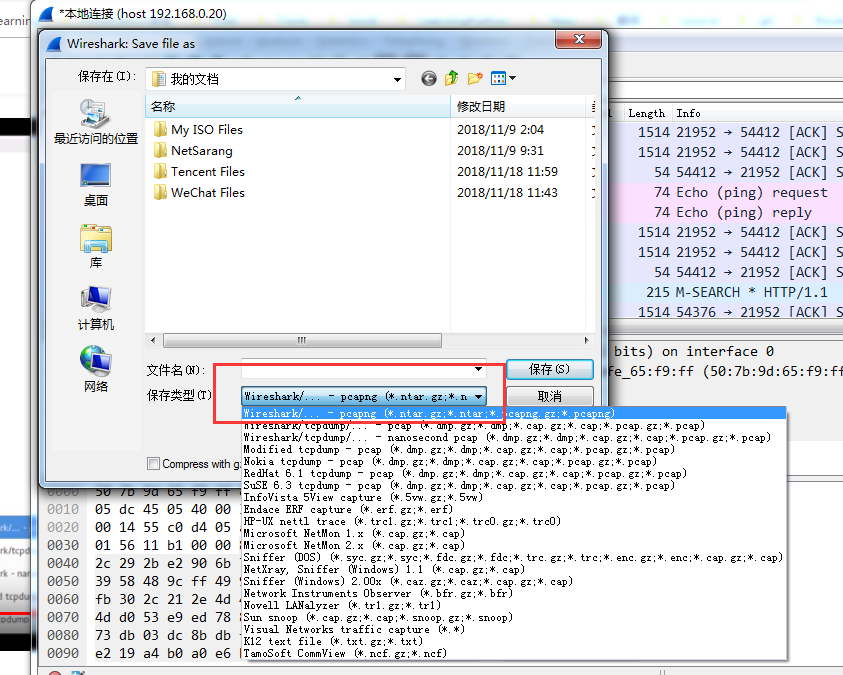 earnin
*本地连接 (host 192.168.0.20)
Wireshark: Save file as
保存在(I): 我的文档
名称 修改日期
My ISO Files 2018/11/9 2:04
NetSarang 2018/11/9 9:31
Tencent Files 2018/11/18 11:59
WeChat Files 2018/11/18 11:43
最近访问的位置
桌面
库
计算机
网络
Length Info
1514 21952 → 54412 [ACK] S
1514 21952 → 54412 [ACK] S
54 54412 → 21952 [ACK] S
74 Echo (ping) request
74 Echo (ping) reply
1514 21952 → 54412 [ACK] S
1514 21952 → 54412 [ACK] S
54 54412 → 21952 [ACK] S
215 M-SEARCH * HTTP/1.1
1514 54376 → 21952 [ACK] S
bits) on interface 0
fe_65:f9:ff (50:7b:9d:65:f9:ff
文件名(N): 保存(S)
保存类型(T) Wireshark/... - pcapng (*.ntar.gz;*.n 取消
Wireshark/... - pcapng (*.ntar.gz;*.ntar;*.pcapng.gz;*.pcapng)
Wireshark/tcpdump/... - pcap (*.dmp.gz;*.dmp;*.cap.gz;*.cap;*.pcap.gz;*.pcap)
Wireshark/tcpdump/... - nanosecond pcap (*.dmp.gz;*.dmp;*.cap.gz;*.cap;*.pcap.gz;*.pcap)
Modified tcpdump - pcap (*.dmp.gz;*.dmp;*.cap.gz;*.cap;*.pcap.gz;*.pcap)
Nokia tcpdump - pcap (*.dmp.gz;*.dmp;*.cap.gz;*.cap;*.pcap.gz;*.pcap)
RedHat 6.1 tcpdump - pcap (*.dmp.gz;*.dmp;*.cap.gz;*.cap;*.pcap.gz;*.pcap)
SuSE 6.3 tcpdump - pcap (*.dmp.gz;*.dmp;*.cap.gz;*.cap;*.pcap.gz;*.pcap)
InfoVista 5View capture (*.5vw.gz;*.5vw)
Endace ERF capture (*.erf.gz;*.erf)
HP-UX nettl trace (*.trc1.gz;*.trc1;*.trc0.gz;*.trc0)
Microsoft NetMon 1.x (*.cap.gz;*.cap)
Microsoft NetMon 2.x (*.cap.gz;*.cap)
Sniffer (DOS) (*.syc.gz;*.syc;*.fdc.gz;*.fdc;*.trc.gz;*.trc;*.enc.gz;*.enc;*.cap.gz;*.cap)
NetXray, Sniffer (Windows) 1.1 (*.cap.gz;*.cap)
Sniffer (Windows) 2.00x (*.caz.gz;*.caz;*.cap.gz;*.cap)
Network Instruments Observer (*.bfr.gz;*.bfr)
Novell LANalyzer (*.tr1.gz;*.tr1)
Sun snoop (*.cap.gz;*.cap;*.snoop.gz;*.snoop)
Visual Networks traffic capture (*.*)
K12 text file (*.txt.gz;*.txt)
TamoSoft CommView (*.ncf.gz;*.ncf)
Compress with g
0000 50 7b 9d 65 f9 ff
0010 05 dc 45 05 40 00
0020 00 14 55 c0 d4 05
0030 01 56 11 b1 00 00
0040 2c 29 2b e2 90 6b
0050 39 58 48 9c ff 49
0060 fb 30 2c 21 2e 4d
0070 4d d0 53 e9 ed 78
0080 73 db 03 dc 8b db
0090 e2 19 a4 b0 a0 e6